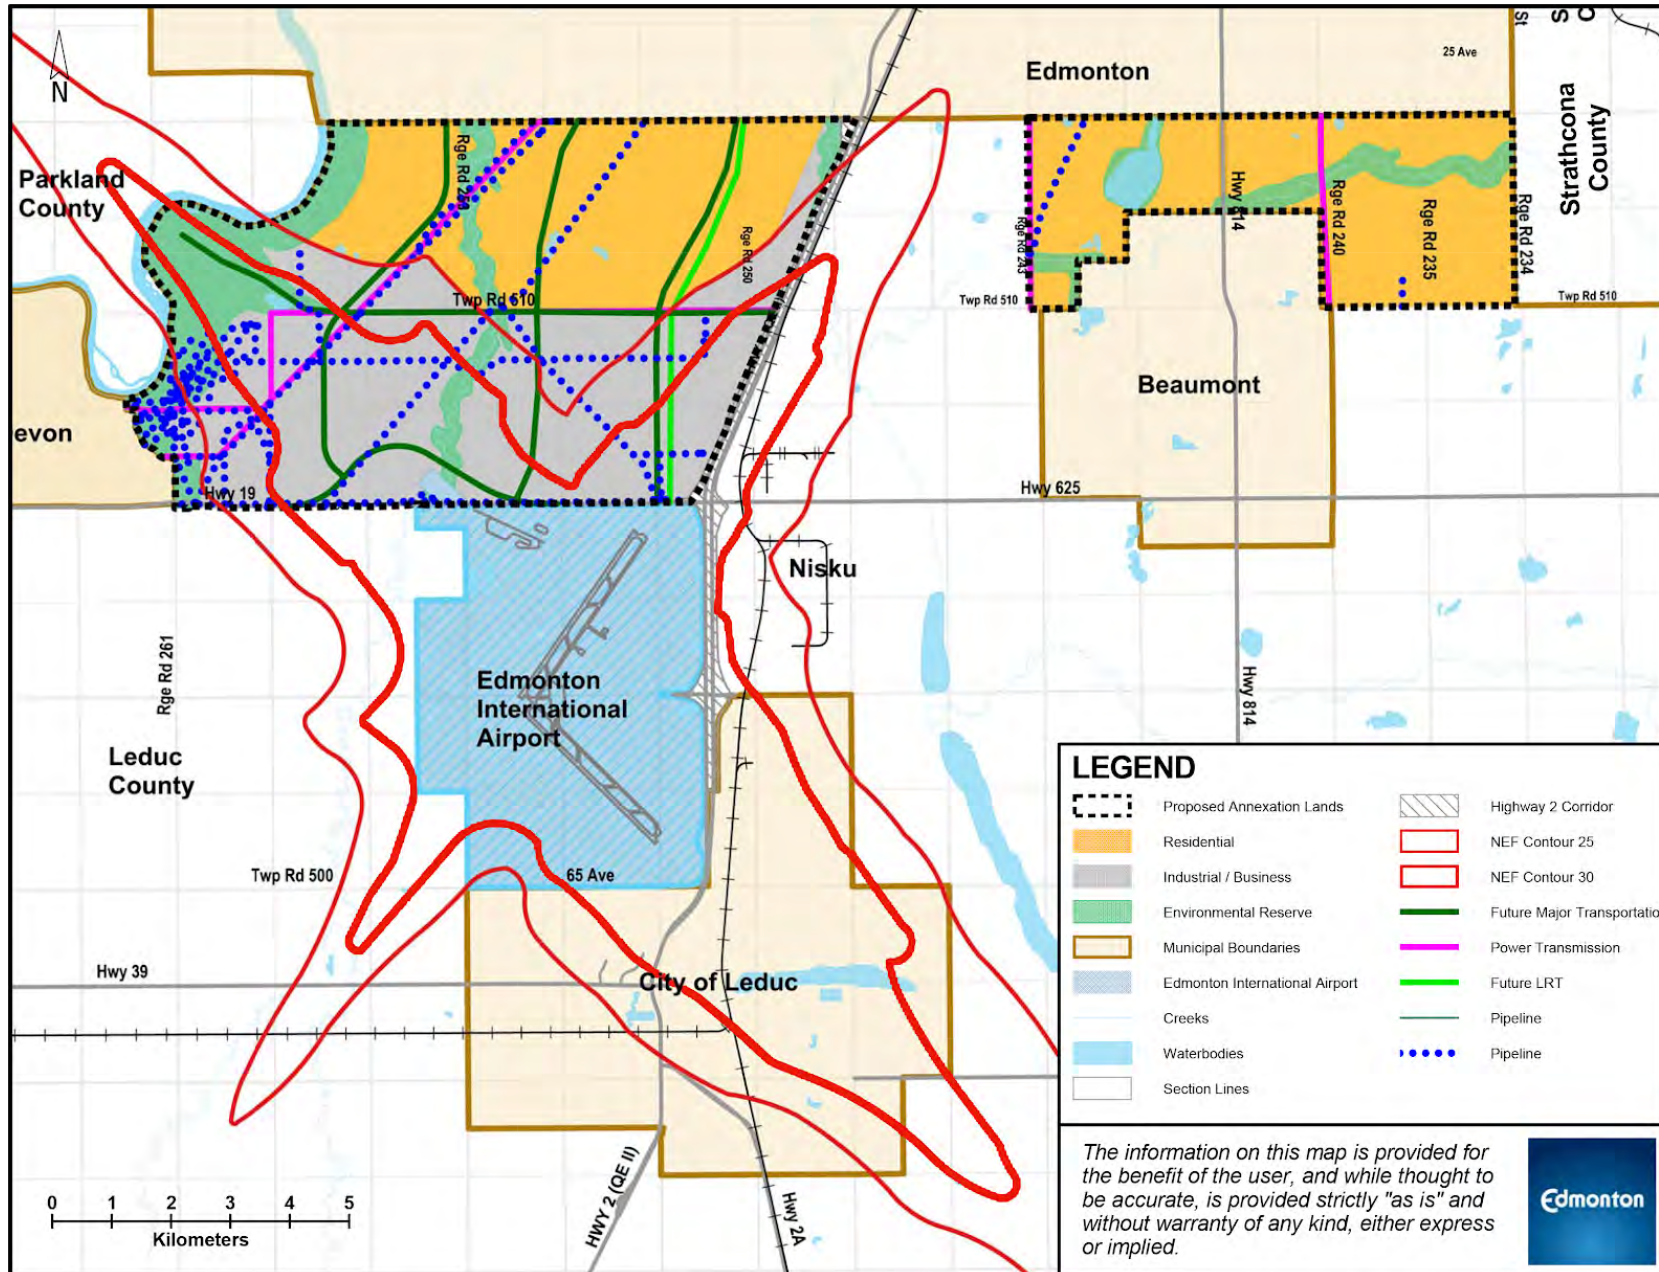 N
25 Ave
St
S
C
Edmonton
Strathcona
County
Parkland
County
Rge Rd 250
Hwy 814
Rge Rd 240
Rge Rd 235
Rge Rd 234
Rge Rd 243
Twp Rd 510
Twp Rd 510
Twp Rd 510
Beaumont
evon
Hwy 19
Hwy 625
Nisku
Edmonton
International
Airport
Rge Rd 261
Hwy 814
Leduc
County
Twp Rd 500
65 Ave
Hwy 39
City of Leduc
HWY 2 (QE II)
Hwy 2A
0 1 2 3 4 5
Kilometers
LEGEND
Proposed Annexation Lands
Residential
Industrial / Business
Environmental Reserve
Municipal Boundaries
Edmonton International Airport
Creeks
Waterbodies
Section Lines
Highway 2 Corridor
NEF Contour 25
NEF Contour 30
Future Major Transportatio
Power Transmission
Future LRT
Pipeline
Pipeline
The information on this map is provided for
the benefit of the user, and while thought to
be accurate, is provided strictly "as is" and
without warranty of any kind, either express
or implied.
Edmonton